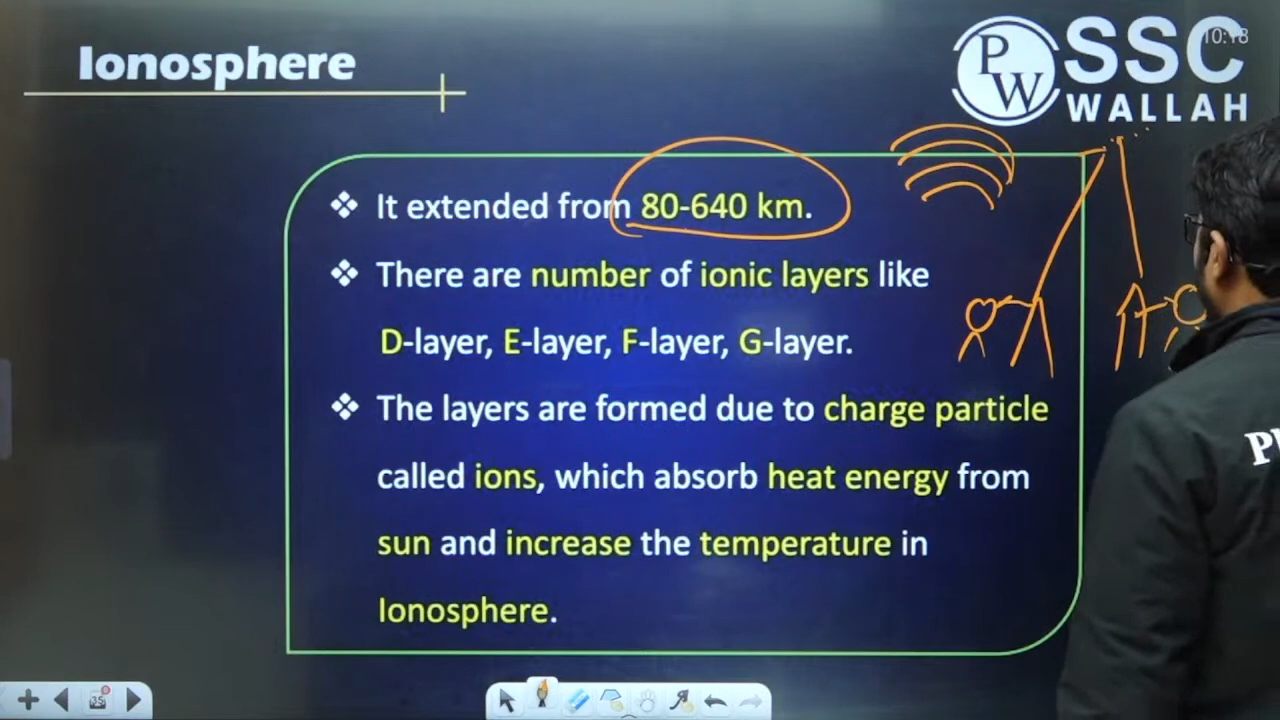 Ionosphere
PW
SSC
10:18
WALLAH
❖ It extended from 80-640 km.
❖ There are number of ionic layers like
D-layer, E-layer, F-layer, G-layer.
❖ The layers are formed due to charge particle
called ions, which absorb heat energy from
sun and increase the temperature in
Ionosphere.
35